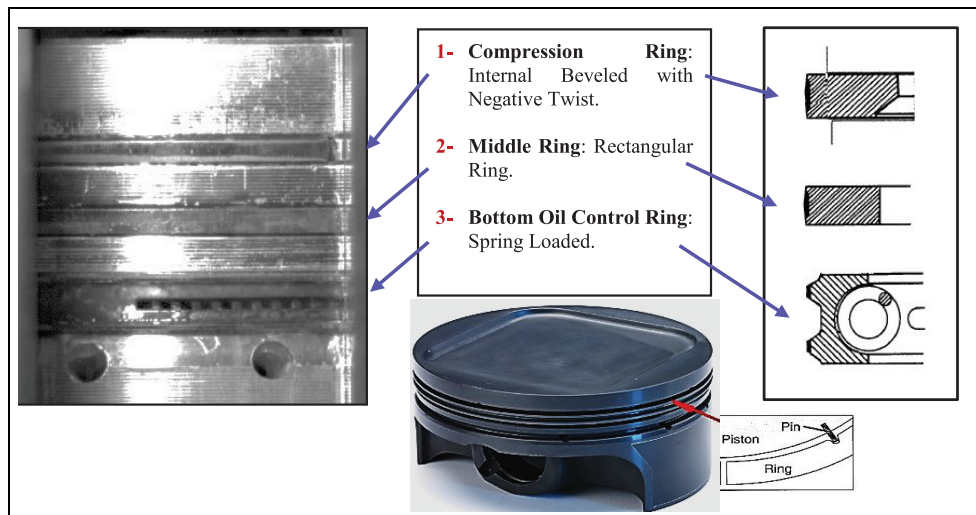 1- Compression Ring:
Internal Beveled with
Negative Twist.
2- Middle Ring: Rectangular
Ring.
3- Bottom Oil Control Ring:
Spring Loaded.
Piston
Pin
Ring